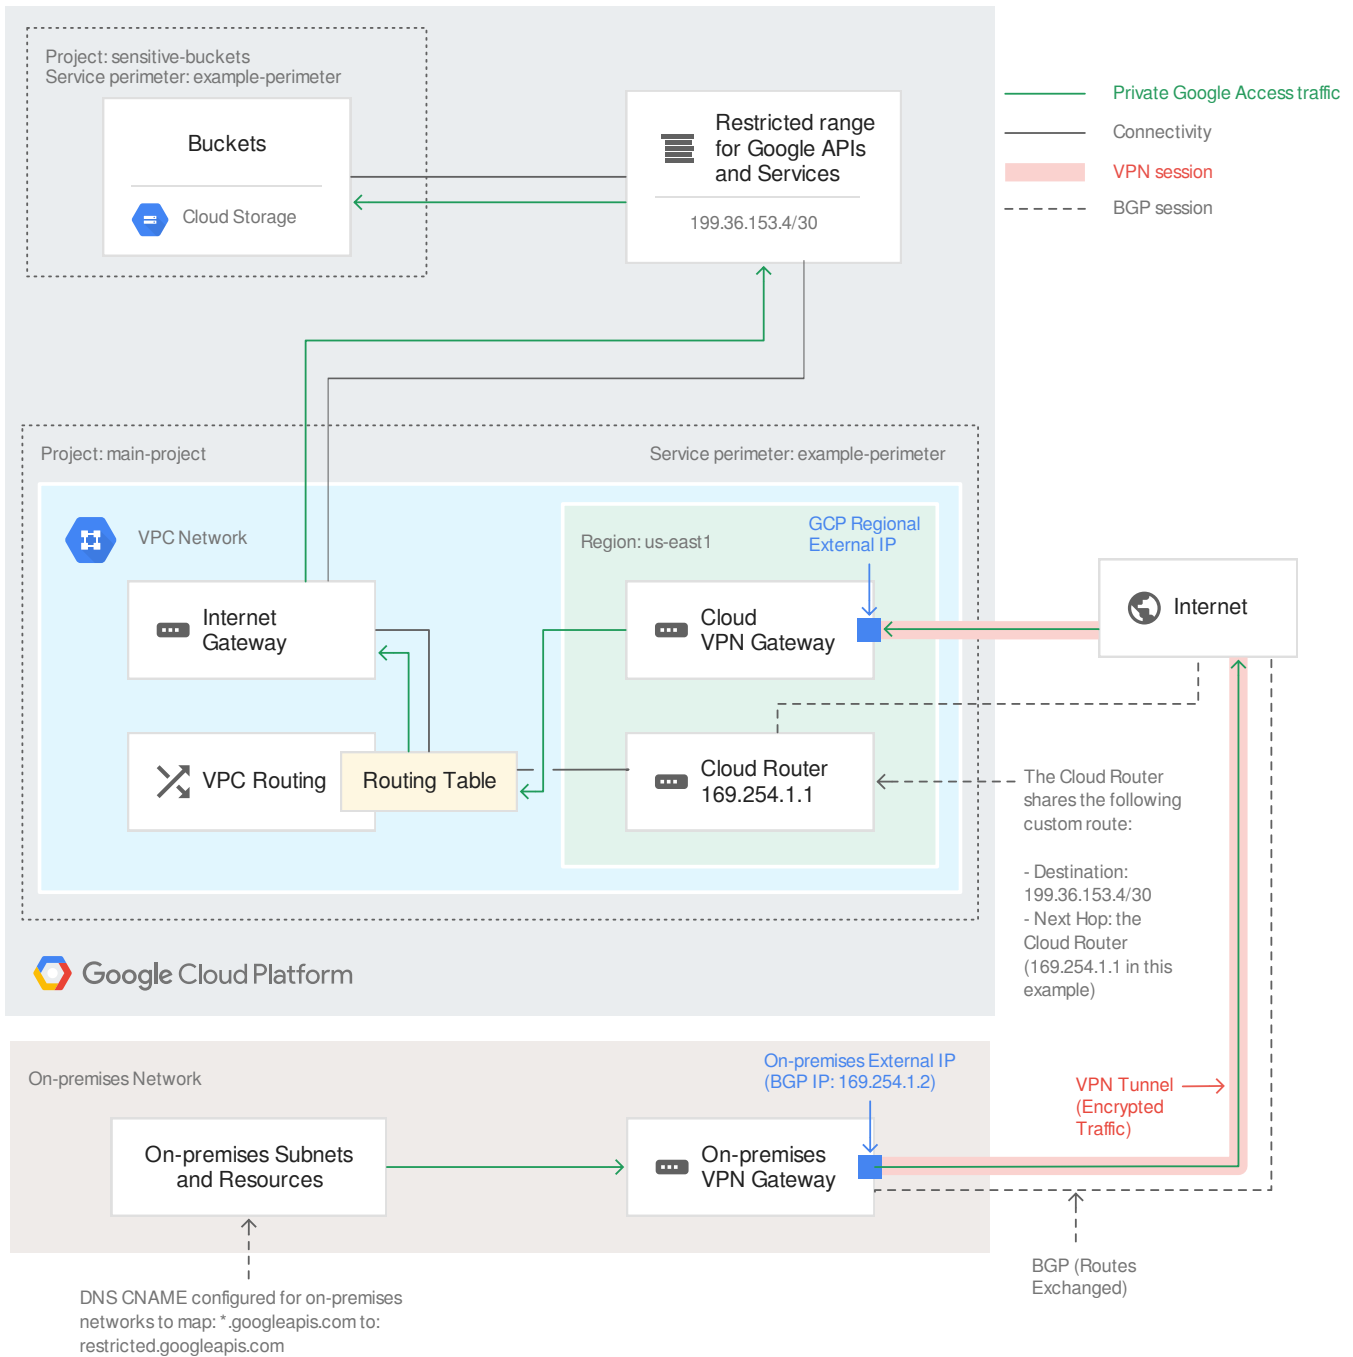 Project: sensitive-buckets
Service perimeter: example-perimeter
Buckets
Cloud Storage
Restricted range
for Google APIs
and Services
199.36.153.4/30
Private Google Access traffic
Connectivity
VPN session
BGP session
Project: main-project
Service perimeter: example-perimeter
VPC Network
Region: us-east1
GCP Regional
External IP
Internet
Gateway
Cloud
VPN Gateway
Internet
VPC Routing
Routing Table
Cloud Router
169.254.1.1
The Cloud Router
shares the following
custom route:
- Destination:
199.36.153.4/30
- Next Hop: the
Cloud Router
(169.254.1.1 in this
example)
Google Cloud Platform
On-premises Network
On-premises External IP
(BGP IP: 169.254.1.2)
VPN Tunnel
(Encrypted
Traffic)
On-premises Subnets
and Resources
On-premises
VPN Gateway
BGP (Routes
Exchanged)
DNS CNAME configured for on-premises
networks to map: *.googleapis.com to:
restricted.googleapis.com